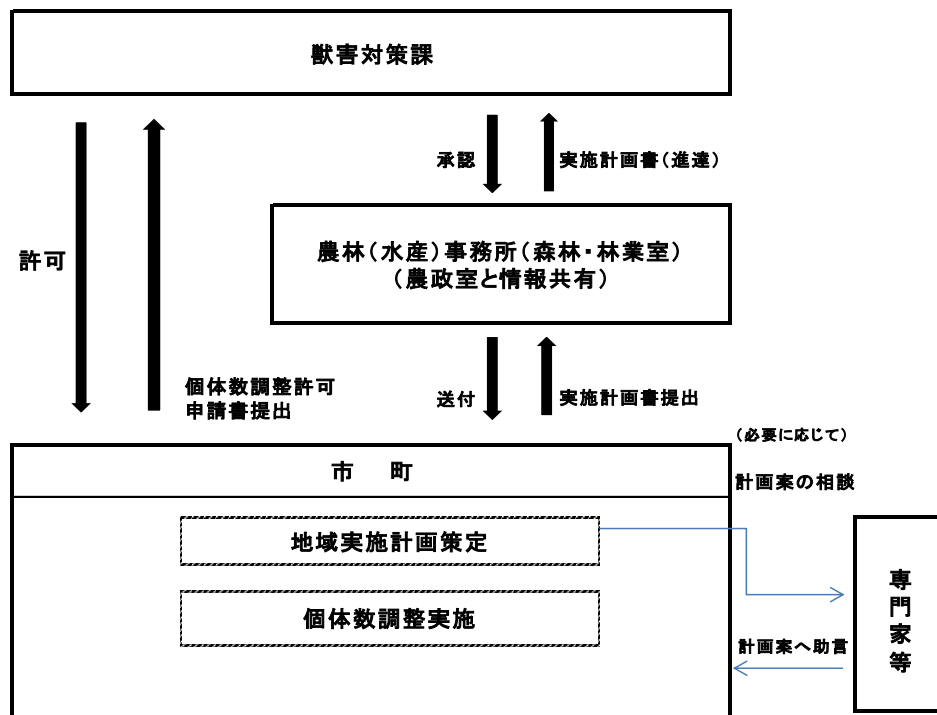 獣害対策課
承認
実施計画書（進達）
農林（水産）事務所（森林・林業室）
（農政室と情報共有）
許可
個体数調整許可
申請書提出
送付
実施計画書提出
（必要に応じて）
市　町
計画案の相談
地域実施計画策定
個体数調整実施
専門家等
計画案へ助言